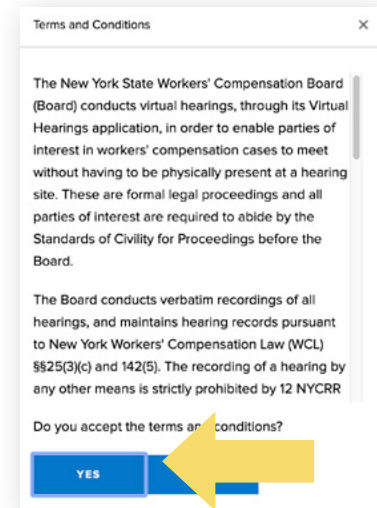 Terms and Conditions ×
The New York State Workers' Compensation Board
(Board) conducts virtual hearings, through its Virtual
Hearings application, in order to enable parties of
interest in workers' compensation cases to meet
without having to be physically present at a hearing
site. These are formal legal proceedings and all
parties of interest are required to abide by the
Standards of Civility for Proceedings before the
Board.
The Board conducts verbatim recordings of all
hearings, and maintains hearing records pursuant
to New York Workers' Compensation Law (WCL)
§§25(3)(c) and 142(5). The recording of a hearing by
any other means is strictly prohibited by 12 NYCRR
Do you accept the terms and conditions?
YES